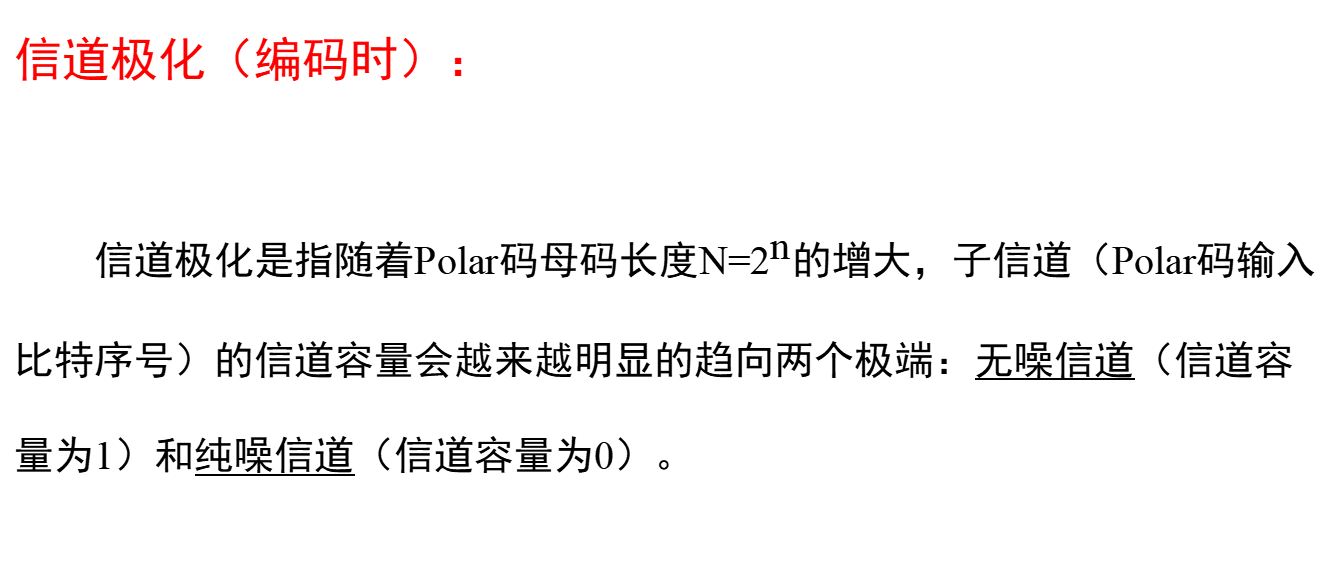 信道极化（编码时）：
信道极化是指随着Polar码母码长度N=2ⁿ的增大，子信道（Polar码输入
比特序号）的信道容量会越来越明显的趋向两个极端：无噪信道（信道容
量为1）和纯噪信道（信道容量为0）。